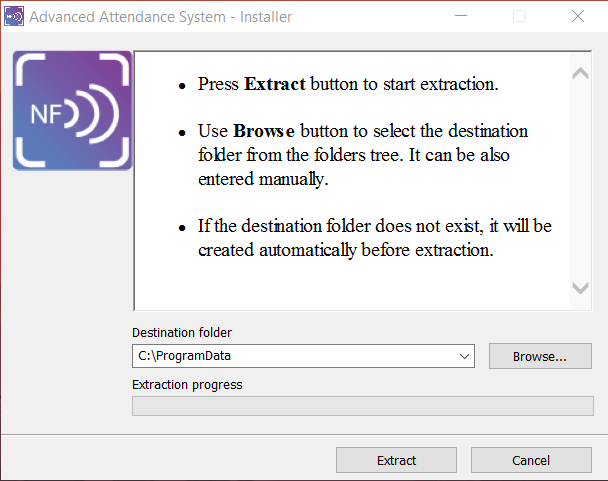 Advanced Attendance System - Installer
NF
Press Extract button to start extraction.
Use Browse button to select the destination
folder from the folders tree. It can be also
entered manually.
If the destination folder does not exist, it will be
created automatically before extraction.
Destination folder
C:\ProgramData
Browse...
Extraction progress
Extract
Cancel